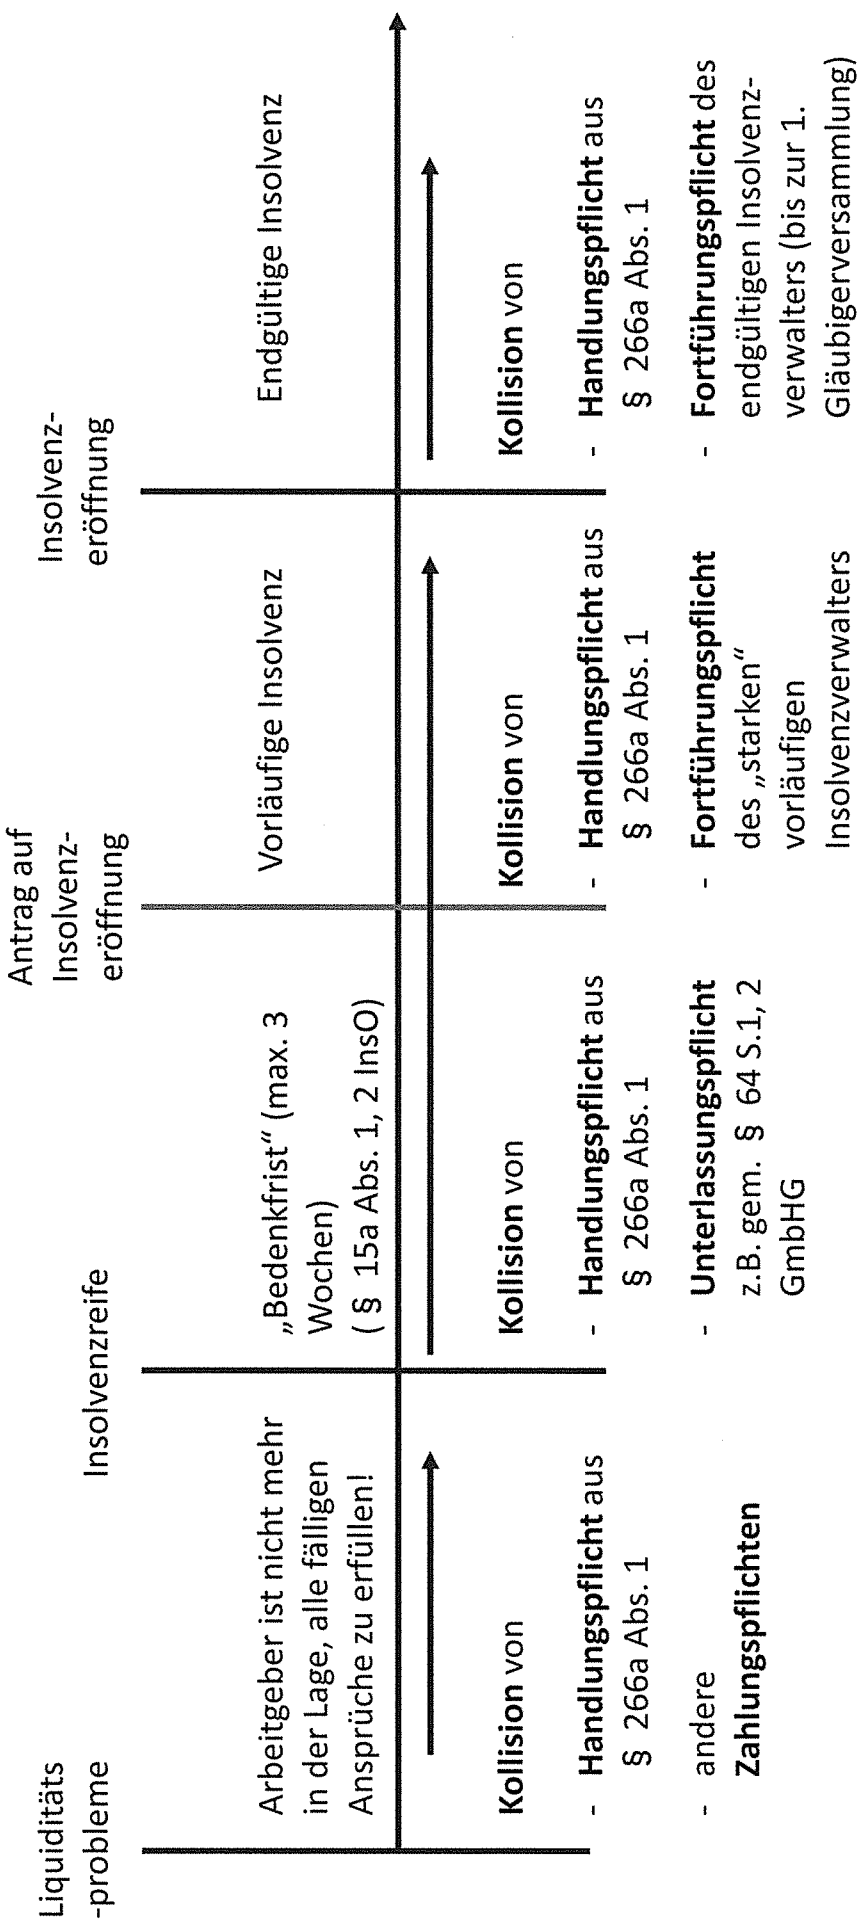 Liquiditäts
-probleme
Insolvenzreife
Antrag auf
Insolvenz-
eröffnung
Insolvenz-
eröffnung
Arbeitgeber ist nicht mehr
in der Lage, alle fälligen
Ansprüche zu erfüllen!
„Bedenkfrist“ (max. 3
Wochen)
( § 15a Abs. 1, 2 InsO)
Vorläufige Insolvenz
Endgültige Insolvenz
Kollision von
- Handlungspflicht aus
§ 266a Abs. 1
- andere
Zahlungspflichten
Kollision von
- Handlungspflicht aus
§ 266a Abs. 1
- Unterlassungspflicht
z.B. gem. § 64 S.1, 2
GmbHG
Kollision von
- Handlungspflicht aus
§ 266a Abs. 1
- Fortführungspflicht
des „starken“
vorläufigen
Insolvenzverwalters
Kollision von
- Handlungspflicht aus
§ 266a Abs. 1
- Fortführungspflicht des
endgültigen Insolvenz-
verwalters (bis zur 1.
Gläubigerversammlung)